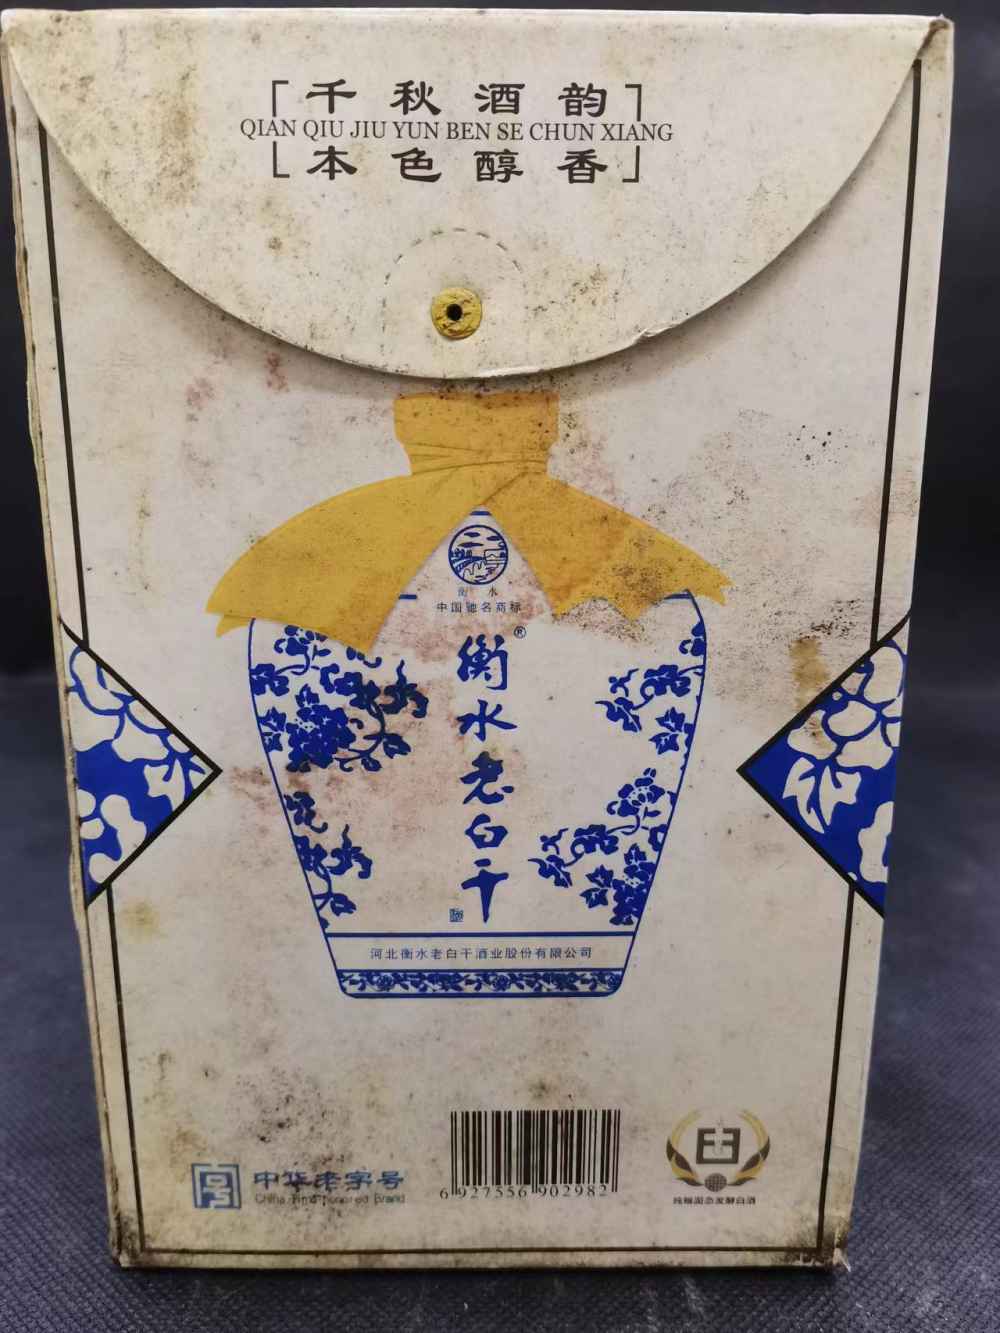 千秋酒韵
QIAN QIU JIU YUN BEN SE CHUN XIANG
本色醇香
衡水
中国驰名商标
衡水老白干®
河北衡水老白干酒业股份有限公司
中华老字号
China Time-honored Brand
6 927556 902982
纯粮固态发酵白酒